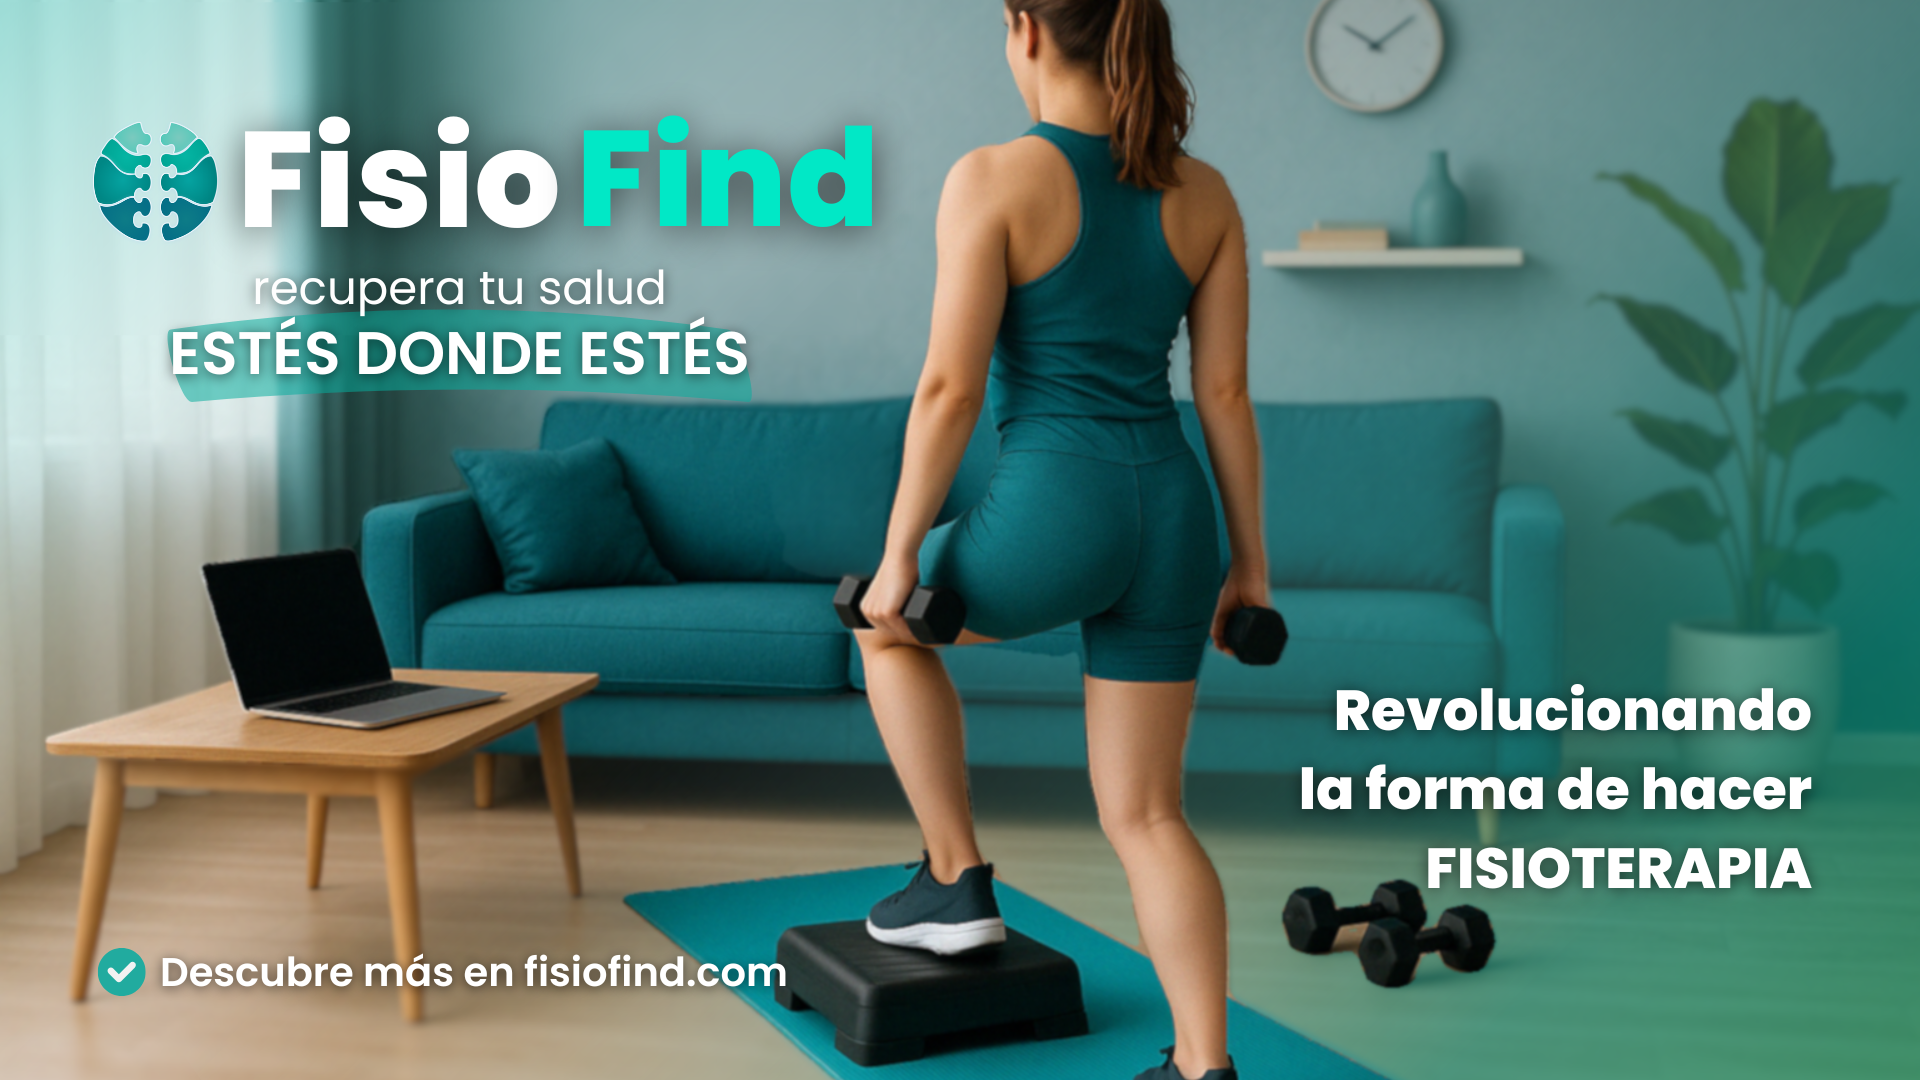 Fisio Find
recupera tu salud
ESTÉS DONDE ESTÉS
Revolucionando
la forma de hacer
FISIOTERAPIA
Descubre más en fisiofind.com